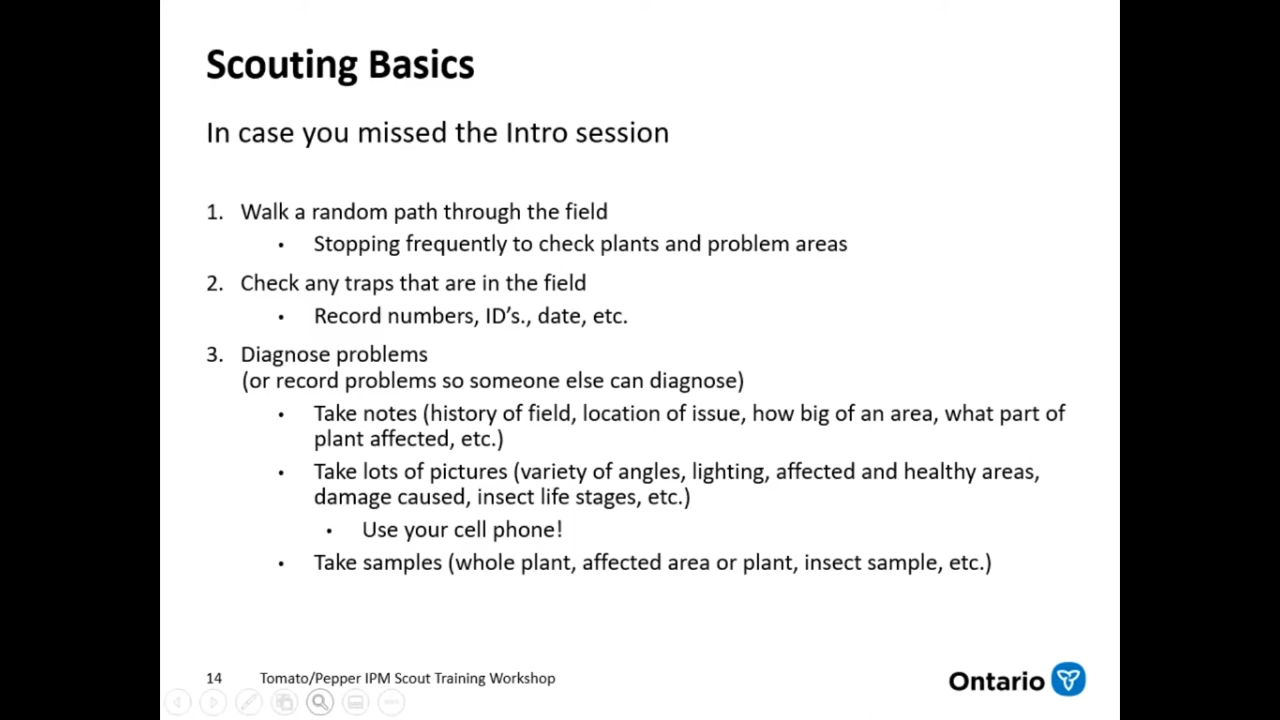 Scouting Basics
In case you missed the Intro session
1. Walk a random path through the field
• Stopping frequently to check plants and problem areas
2. Check any traps that are in the field
• Record numbers, ID's., date, etc.
3. Diagnose problems
(or record problems so someone else can diagnose)
• Take notes (history of field, location of issue, how big of an area, what part of
plant affected, etc.)
• Take lots of pictures (variety of angles, lighting, affected and healthy areas,
damage caused, insect life stages, etc.)
• Use your cell phone!
• Take samples (whole plant, affected area or plant, insect sample, etc.)
14 Tomato/Pepper IPM Scout Training Workshop
Ontario